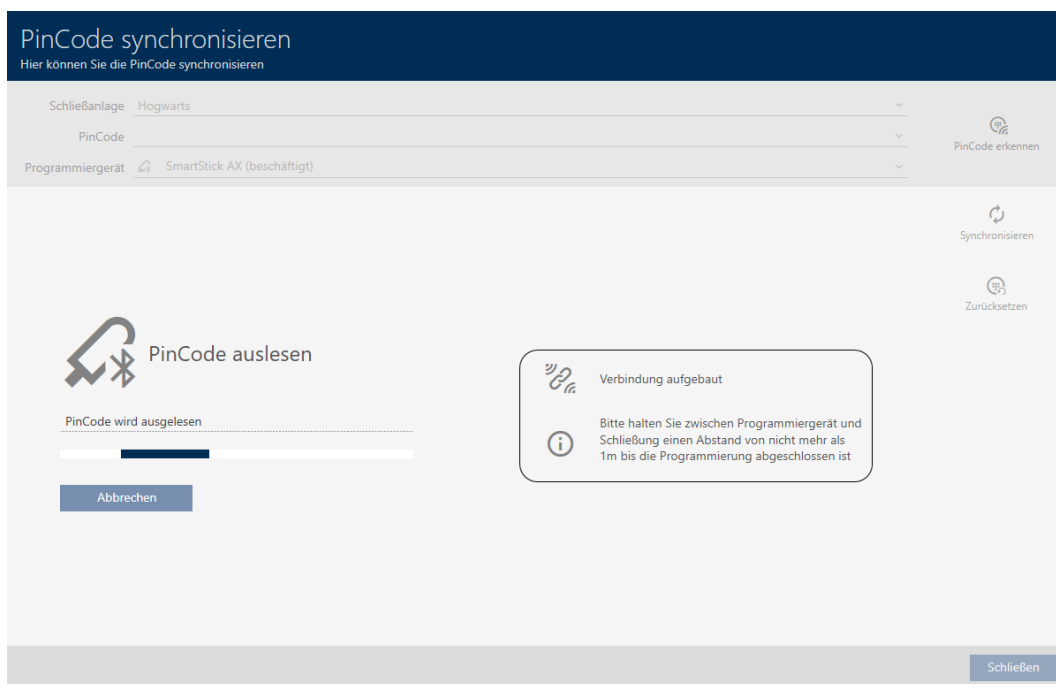 PinCode synchronisieren
Hier können Sie die PinCode synchronisieren
Schließanlage Hogwarts
PinCode
PinCode erkennen
Programmiergerät SmartStick AX (beschäftigt)
Synchronisieren
Zurücksetzen
PinCode auslesen
PinCode wird ausgelesen
Abbrechen
Verbindung aufgebaut
Bitte halten Sie zwischen Programmiergerät und
Schließung einen Abstand von nicht mehr als
1m bis die Programmierung abgeschlossen ist
Schließen